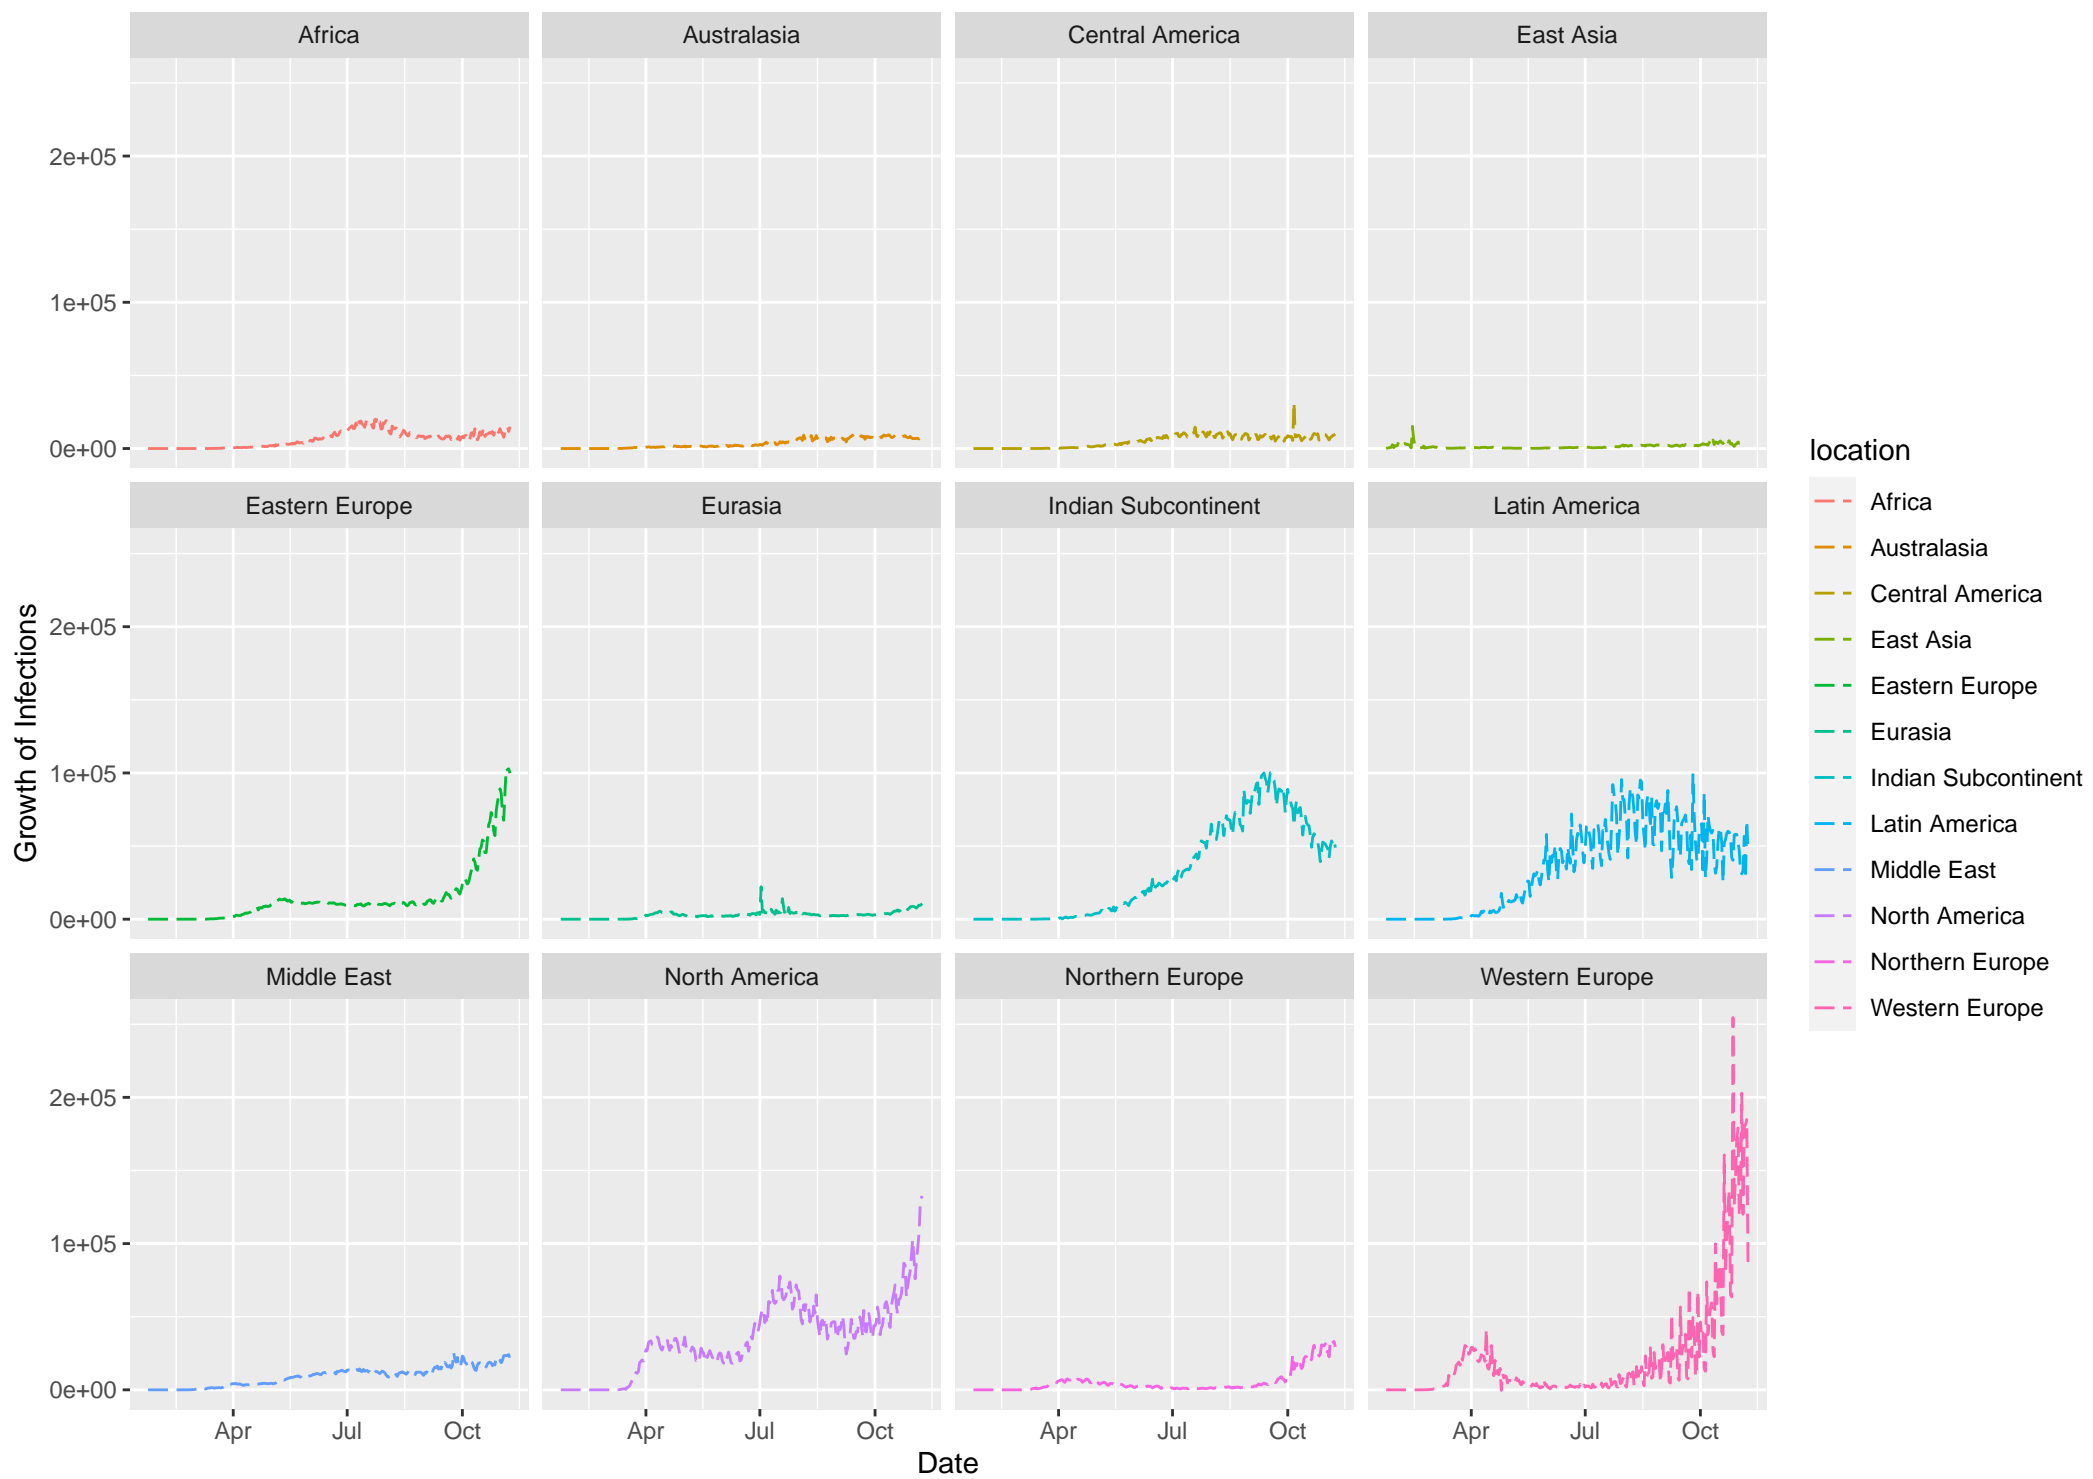 Africa
Australasia
Central America
East Asia
2e+05
1e+05
0e+00
Eastern Europe
Eurasia
Indian Subcontinent
Latin America
2e+05
1e+05
0e+00
Middle East
North America
Northern Europe
Western Europe
2e+05
1e+05
0e+00
Apr Jul Oct
Apr Jul Oct
Apr Jul Oct
Apr Jul Oct
Date
Growth of Infections
location
Africa
Australasia
Central America
East Asia
Eastern Europe
Eurasia
Indian Subcontinent
Latin America
Middle East
North America
Northern Europe
Western Europe